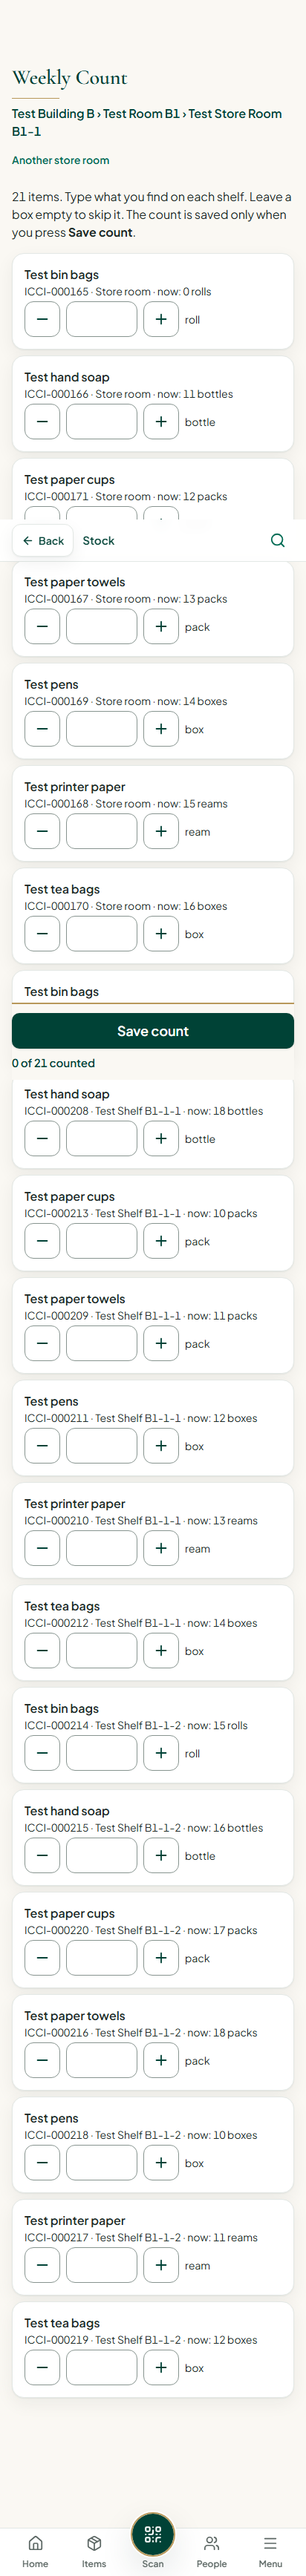 Weekly Count
Test Building B › Test Room B1 › Test Store Room
B1-1
Another store room
21 items. Type what you find on each shelf. Leave a
box empty to skip it. The count is saved only when
you press Save count.
Test bin bags
ICCI-000165 · Store room · now: 0 rolls
− + roll
Test hand soap
ICCI-000166 · Store room · now: 11 bottles
− + bottle
Test paper cups
ICCI-000171 · Store room · now: 12 packs
← Back Stock
Test paper towels
ICCI-000167 · Store room · now: 13 packs
− + pack
Test pens
ICCI-000169 · Store room · now: 14 boxes
− + box
Test printer paper
ICCI-000168 · Store room · now: 15 reams
− + ream
Test tea bags
ICCI-000170 · Store room · now: 16 boxes
− + box
Test bin bags
Save count
0 of 21 counted
Test hand soap
ICCI-000208 · Test Shelf B1-1-1 · now: 18 bottles
− + bottle
Test paper cups
ICCI-000213 · Test Shelf B1-1-1 · now: 10 packs
− + pack
Test paper towels
ICCI-000209 · Test Shelf B1-1-1 · now: 11 packs
− + pack
Test pens
ICCI-000211 · Test Shelf B1-1-1 · now: 12 boxes
− + box
Test printer paper
ICCI-000210 · Test Shelf B1-1-1 · now: 13 reams
− + ream
Test tea bags
ICCI-000212 · Test Shelf B1-1-1 · now: 14 boxes
− + box
Test bin bags
ICCI-000214 · Test Shelf B1-1-2 · now: 15 rolls
− + roll
Test hand soap
ICCI-000215 · Test Shelf B1-1-2 · now: 16 bottles
− + bottle
Test paper cups
ICCI-000220 · Test Shelf B1-1-2 · now: 17 packs
− + pack
Test paper towels
ICCI-000216 · Test Shelf B1-1-2 · now: 18 packs
− + pack
Test pens
ICCI-000218 · Test Shelf B1-1-2 · now: 10 boxes
− + box
Test printer paper
ICCI-000217 · Test Shelf B1-1-2 · now: 11 reams
− + ream
Test tea bags
ICCI-000219 · Test Shelf B1-1-2 · now: 12 boxes
− + box
Home Items Scan People Menu